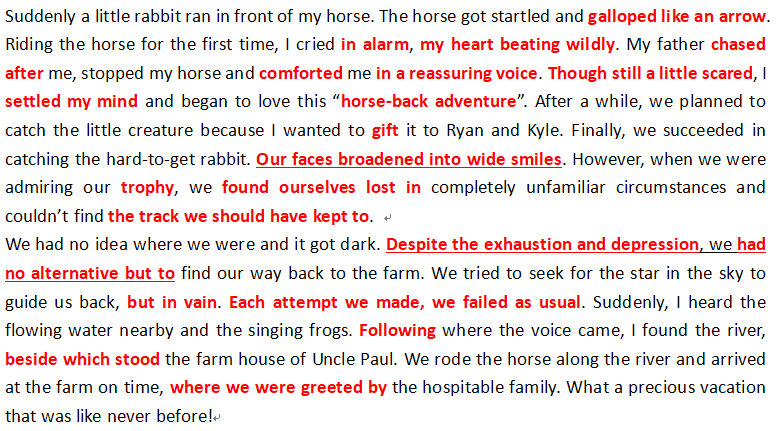 Suddenly a little rabbit ran in front of my horse. The horse got startled and galloped like an arrow.
Riding the horse for the first time, I cried in alarm, my heart beating wildly. My father chased
after me, stopped my horse and comforted me in a reassuring voice. Though still a little scared, I
settled my mind and began to love this “horse-back adventure”. After a while, we planned to
catch the little creature because I wanted to gift it to Ryan and Kyle. Finally, we succeeded in
catching the hard-to-get rabbit. Our faces broadened into wide smiles. However, when we were
admiring our trophy, we found ourselves lost in completely unfamiliar circumstances and
couldn’t find the track we should have kept to. ↵
We had no idea where we were and it got dark. Despite the exhaustion and depression, we had
no alternative but to find our way back to the farm. We tried to seek for the star in the sky to
guide us back, but in vain. Each attempt we made, we failed as usual. Suddenly, I heard the
flowing water nearby and the singing frogs. Following where the voice came, I found the river,
beside which stood the farm house of Uncle Paul. We rode the horse along the river and arrived
at the farm on time, where we were greeted by the hospitable family. What a precious vacation
that was like never before!↵